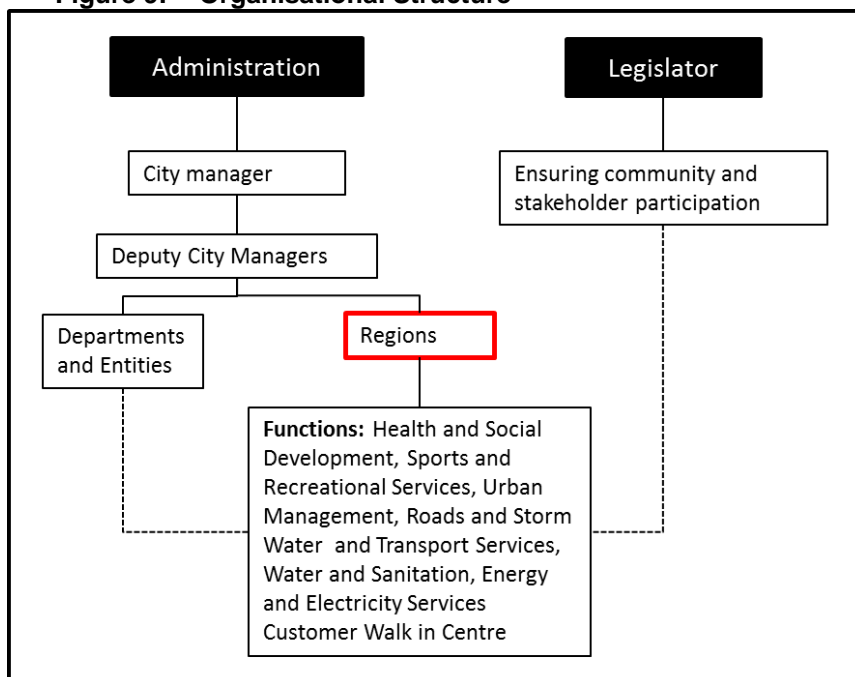 Organisational Structure
Administration
Legislator
City manager
Ensuring community and
stakeholder participation
Deputy City Managers
Departments
and Entities
Regions
Functions: Health and Social
Development, Sports and
Recreational Services, Urban
Management, Roads and Storm
Water and Transport Services,
Water and Sanitation, Energy
and Electricity Services
Customer Walk in Centre